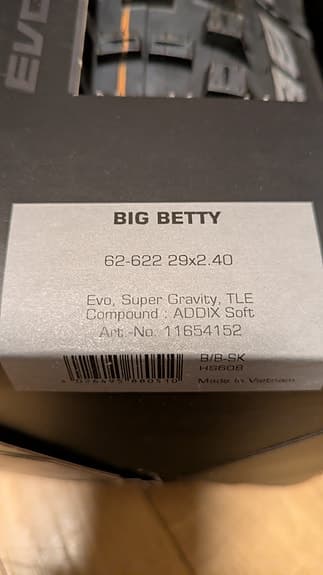 EVO
BIG BETTY
62-622 29x2.40
Evo, Super Gravity, TLE
Compound : ADDIX Soft
Art.-No. 11654152
B/B-SK
HS608
Made in Vietnam